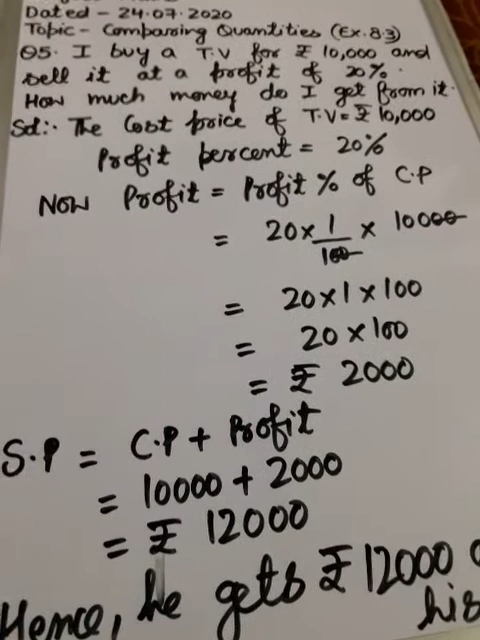 Dated - 24.07.2020
Topic - Comparing Quantities (Ex. 8.3)
Q5. I buy a T.V for ₹ 10,000 and
sell it at a profit of 20%.
How much money do I get from it.
Sol:- The Cost price of T.V = ₹ 10,000
Profit percent = 20%
Now Profit = Profit % of C.P
= 20 × 1/100 × 10000
= 20 × 1 × 100
= 20 × 100
= ₹ 2000
S.P = C.P + Profit
= 10000 + 2000
= ₹ 12000
Hence, he gets ₹ 12000
his